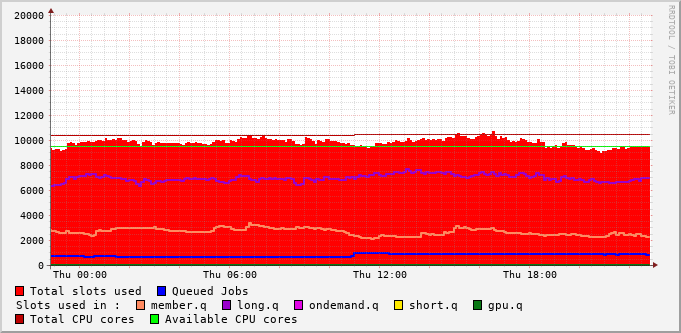 RRDTOOL / TOBI OETIKER
20000
18000
16000
14000
12000
10000
8000
6000
4000
2000
0
Thu 00:00 Thu 06:00 Thu 12:00 Thu 18:00
Total slots used Queued Jobs
Slots used in : member.q long.q ondemand.q short.q gpu.q
Total CPU cores Available CPU cores